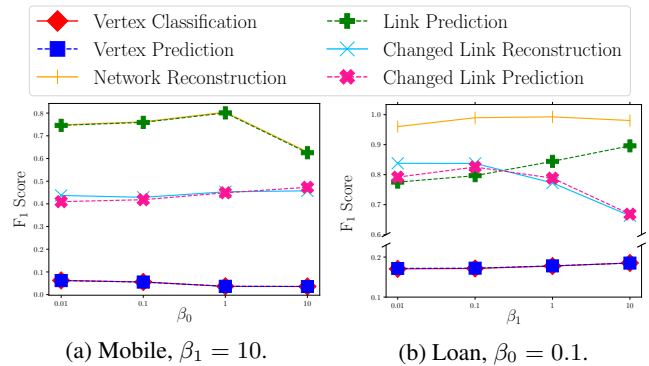 Vertex Classification
Vertex Prediction
Network Reconstruction
Link Prediction
Changed Link Reconstruction
Changed Link Prediction
F₁ Score
0.8
0.7
0.6
0.5
0.4
0.3
0.2
0.1
0.0
0.01 0.1 1 10
β₀
(a) Mobile, β₁ = 10.
F₁ Score
1.0
0.9
0.8
0.7
0.6
0.2
0.1
0.01 0.1 1 10
β₁
(b) Loan, β₀ = 0.1.